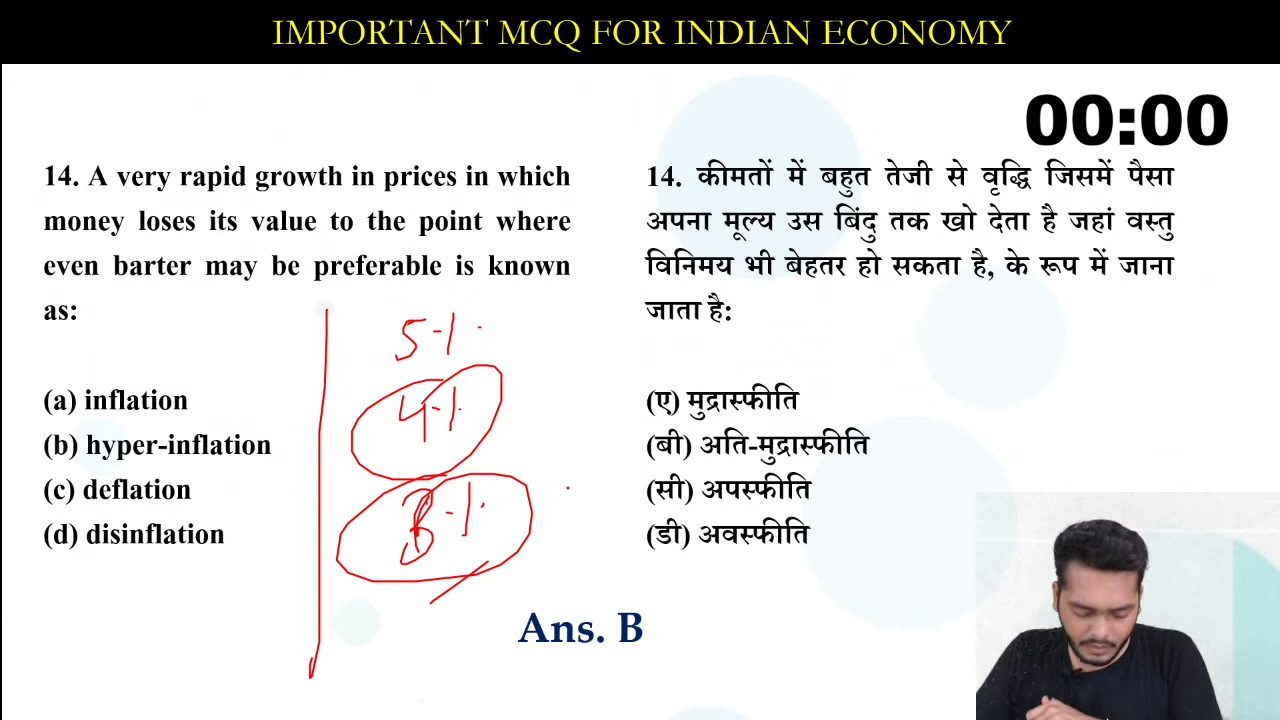 IMPORTANT MCQ FOR INDIAN ECONOMY
00:00
14. A very rapid growth in prices in which
money loses its value to the point where
even barter may be preferable is known
as:
(a) inflation
(b) hyper-inflation
(c) deflation
(d) disinflation
5%
4%
14. कीमतों में बहुत तेजी से वृद्धि जिसमें पैसा
अपना मूल्य उस बिंदु तक खो देता है जहां वस्तु
विनिमय भी बेहतर हो सकता है, के रूप में जाना
जाता है:
(ए) मुद्रास्फीति
(बी) अति-मुद्रास्फीति
(सी) अपस्फीति
(डी) अवस्फीति
Ans. B